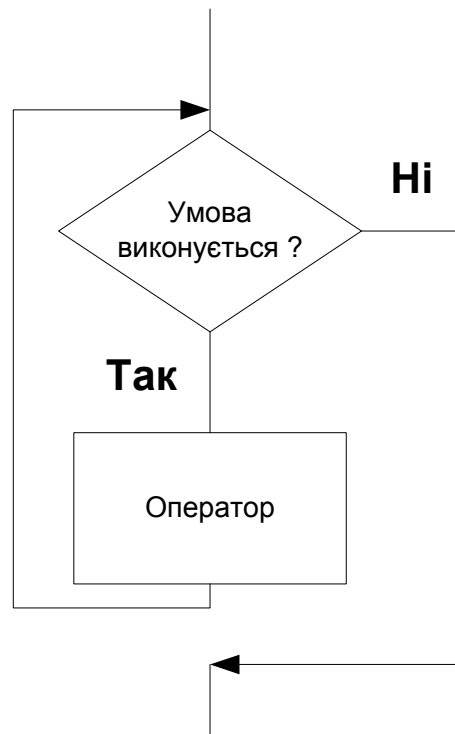 Ні
Умова
виконується ?
Так
Оператор